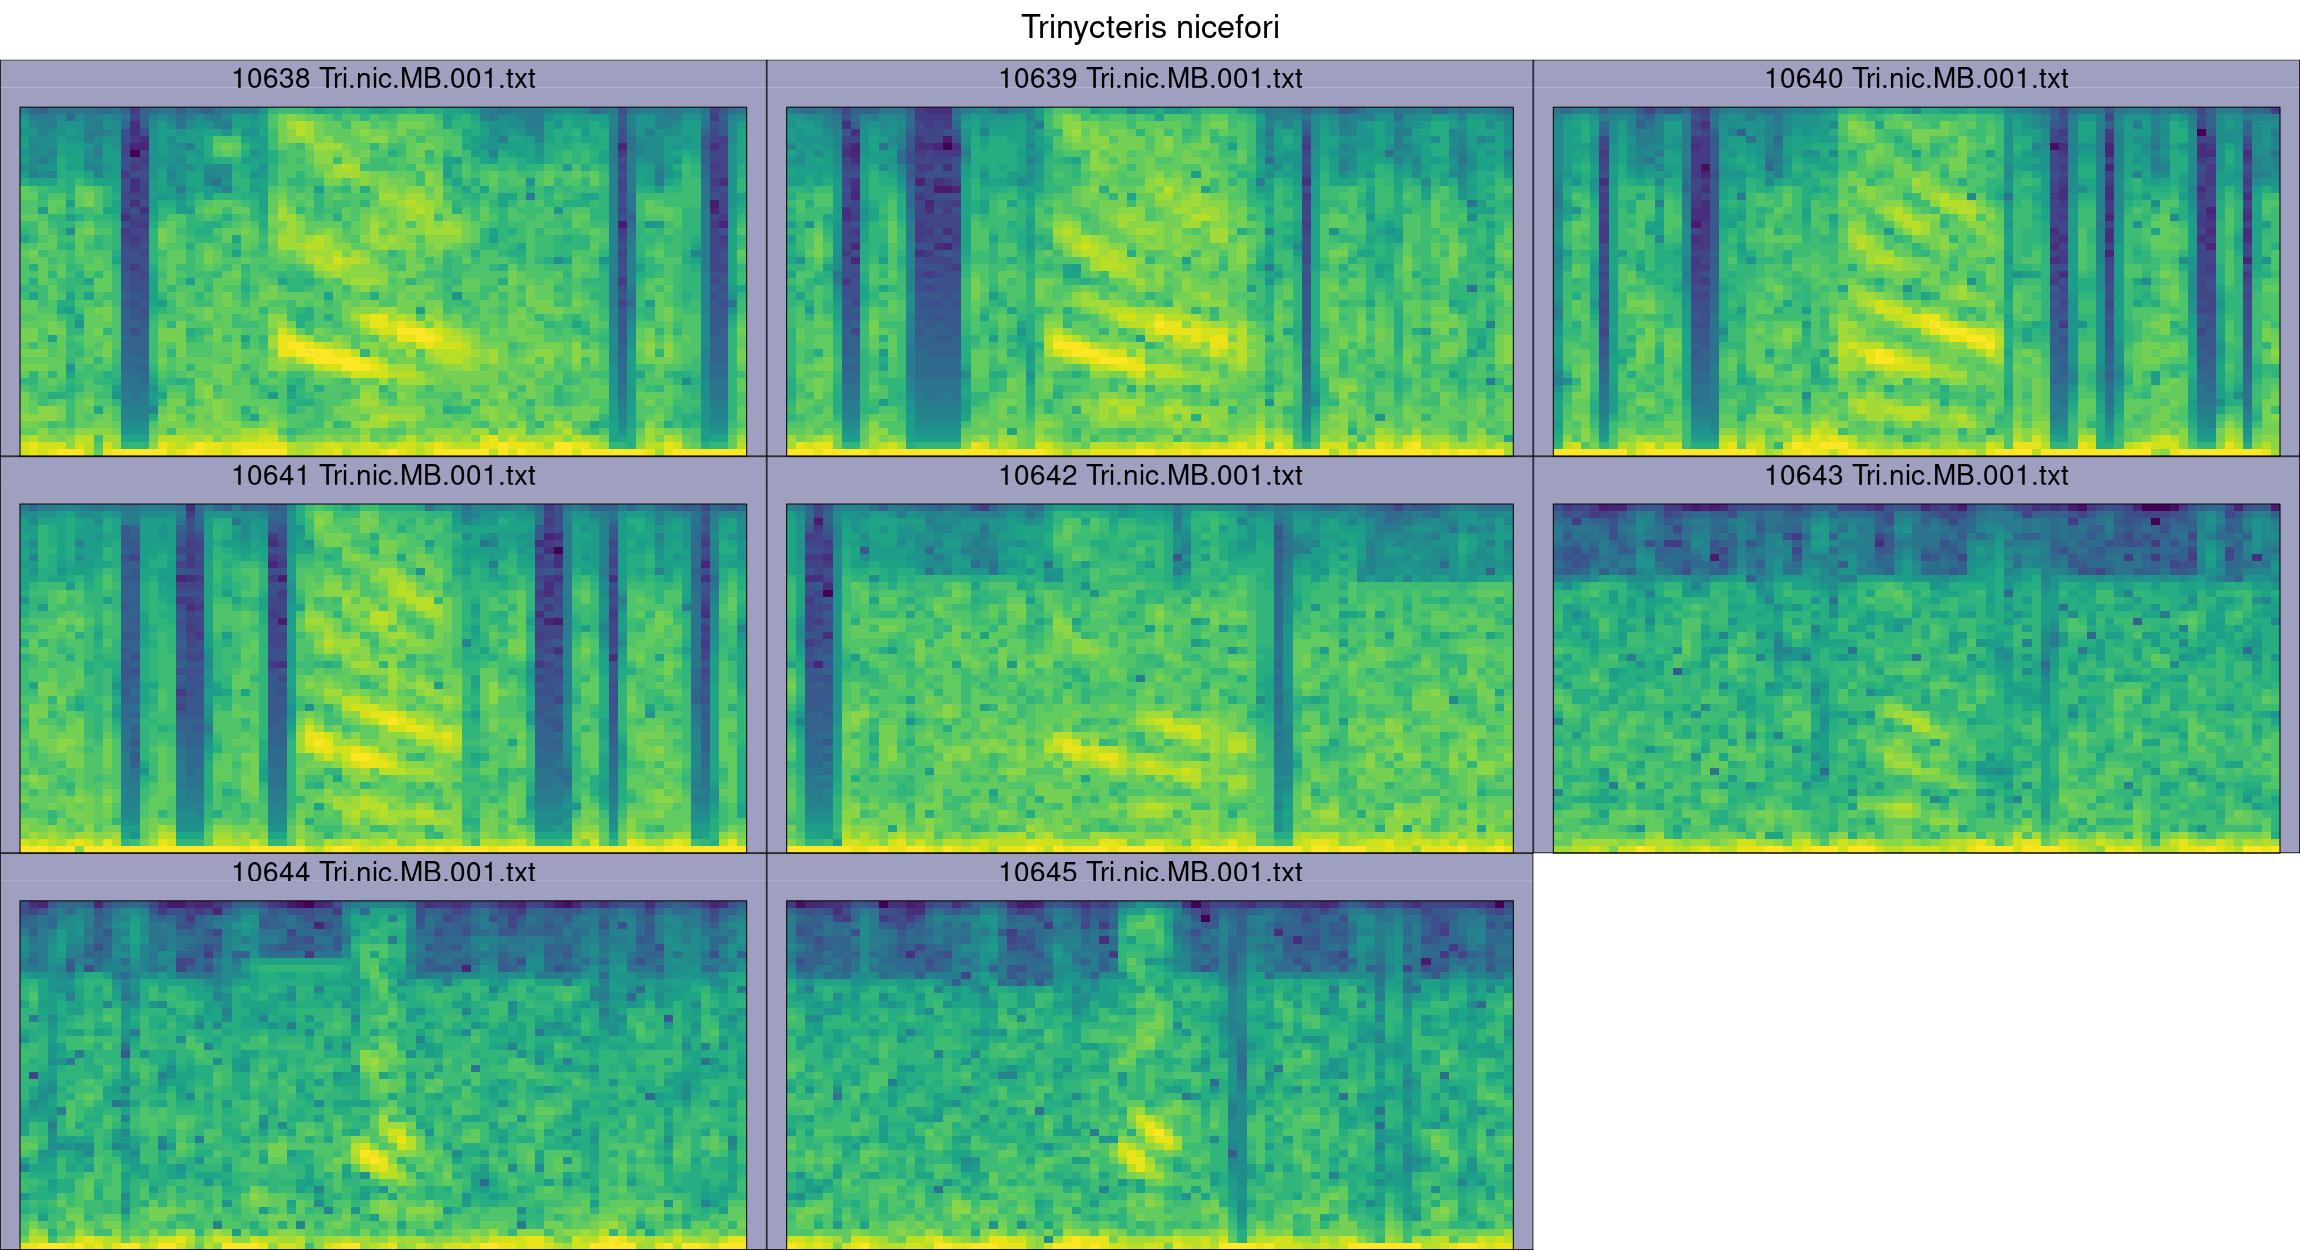 Trinycteris nicefori
10638 Tri.nic.MB.001.txt
10639 Tri.nic.MB.001.txt
10640 Tri.nic.MB.001.txt
10641 Tri.nic.MB.001.txt
10642 Tri.nic.MB.001.txt
10643 Tri.nic.MB.001.txt
10644 Tri.nic.MB.001.txt
10645 Tri.nic.MB.001.txt